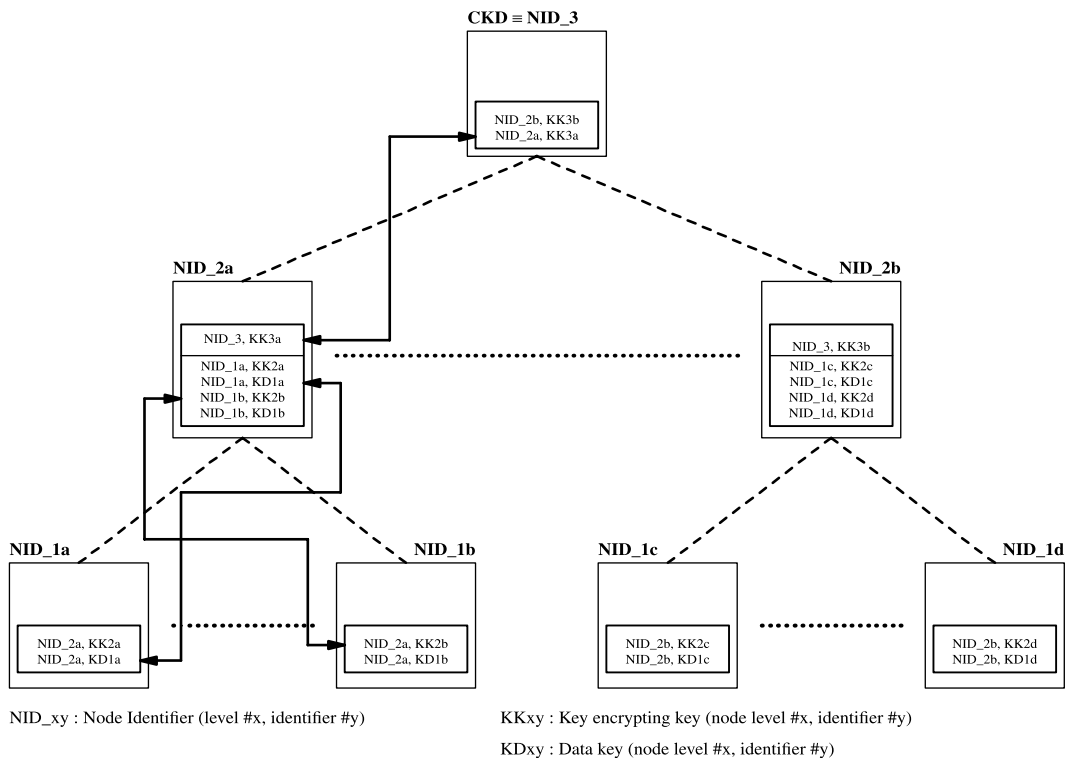 CKD ≡ NID_3
NID_2b, KK3b
NID_2a, KK3a
NID_2a
NID_3, KK3a
NID_1a, KK2a
NID_1a, KD1a
NID_1b, KK2b
NID_1b, KD1b
NID_2b
NID_3, KK3b
NID_1c, KK2c
NID_1c, KD1c
NID_1d, KK2d
NID_1d, KD1d
NID_1a
NID_2a, KK2a
NID_2a, KD1a
NID_1b
NID_2a, KK2b
NID_2a, KD1b
NID_1c
NID_2b, KK2c
NID_2b, KD1c
NID_1d
NID_2b, KK2d
NID_2b, KD1d
NID_xy : Node Identifier (level #x, identifier #y)
KKxy : Key encrypting key (node level #x, identifier #y)
KDxy : Data key (node level #x, identifier #y)